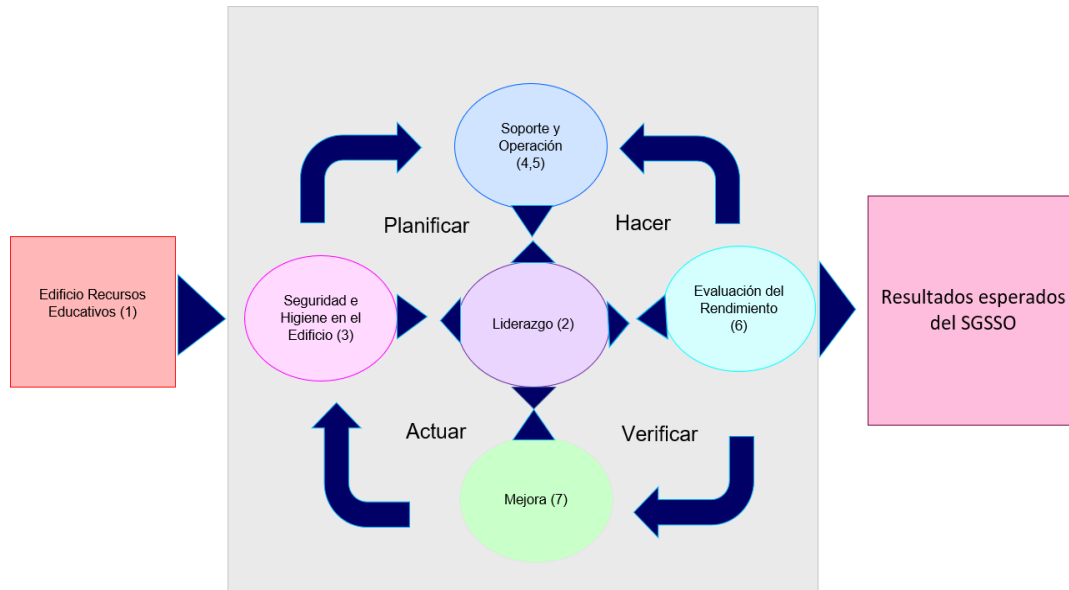 Soporte y
Operación
(4,5)
Planificar
Hacer
Edificio Recursos
Educativos (1)
Seguridad e
Higiene en el
Edificio (3)
Liderazgo (2)
Evaluación del
Rendimiento
(6)
Resultados esperados
del SGSSO
Actuar
Verificar
Mejora (7)